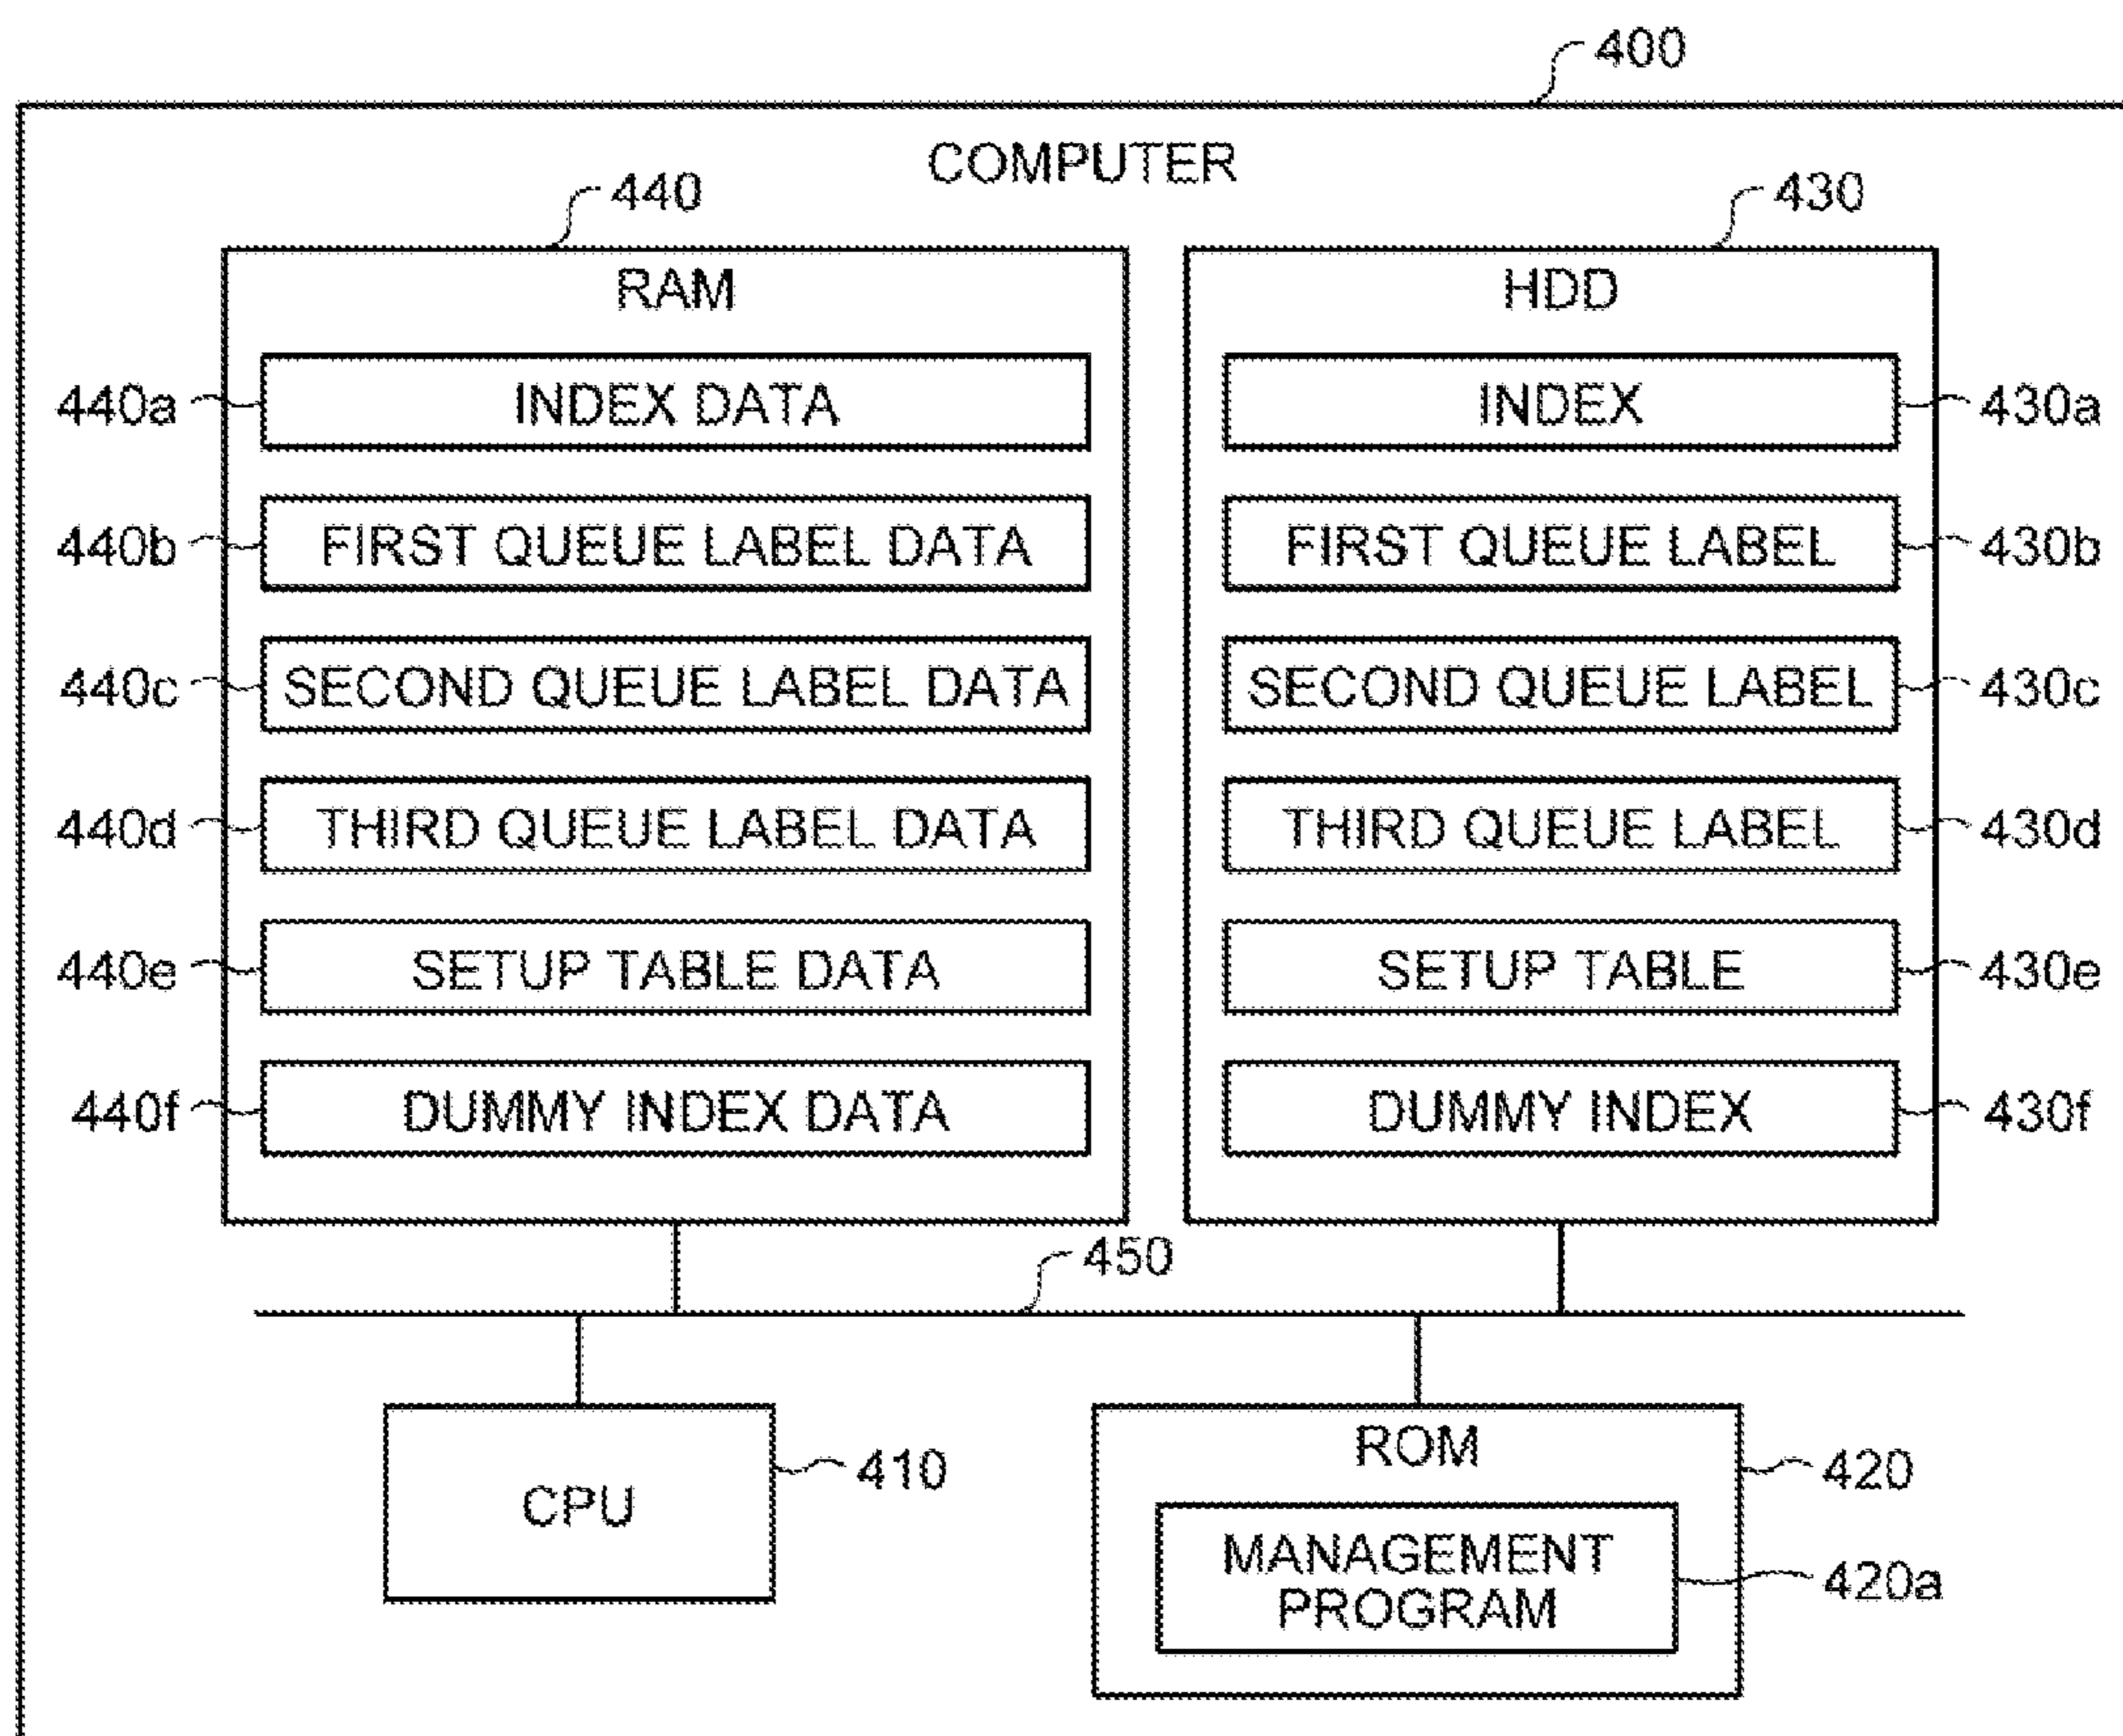 400
COMPUTER
440
430
RAM
HDD
440a
INDEX DATA
INDEX
430a
440b
FIRST QUEUE LABEL DATA
FIRST QUEUE LABEL
430b
440c
SECOND QUEUE LABEL DATA
SECOND QUEUE LABEL
430c
440d
THIRD QUEUE LABEL DATA
THIRD QUEUE LABEL
430d
440e
SETUP TABLE DATA
SETUP TABLE
430e
440f
DUMMY INDEX DATA
DUMMY INDEX
430f
450
CPU
410
ROM
420
MANAGEMENT
PROGRAM
420a